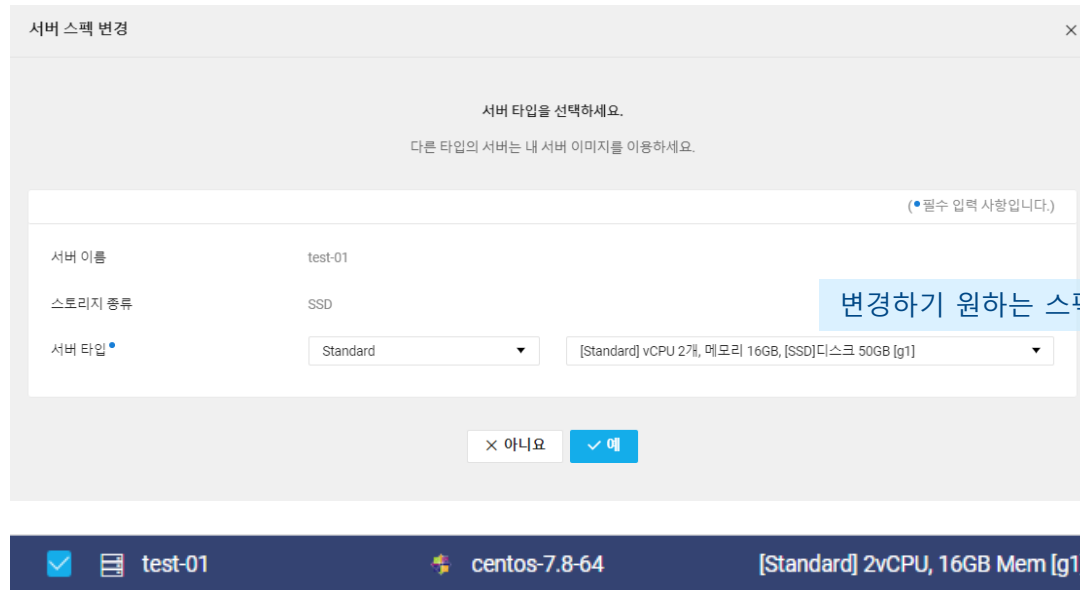 서버 스펙 변경
서버 타입을 선택하세요.
다른 타입의 서버는 내 서버 이미지를 이용하세요.
(•필수 입력 사항입니다.)
서버 이름 test-01
스토리지 종류 SSD
변경하기 원하는
서버 타입• Standard [Standard] vCPU 2개, 메모리 16GB, [SSD]디스크 50GB [g1]
× 아니요 ✓ 예
test-01 centos-7.8-64 [Standard] 2vCPU, 16GB Mem [g1